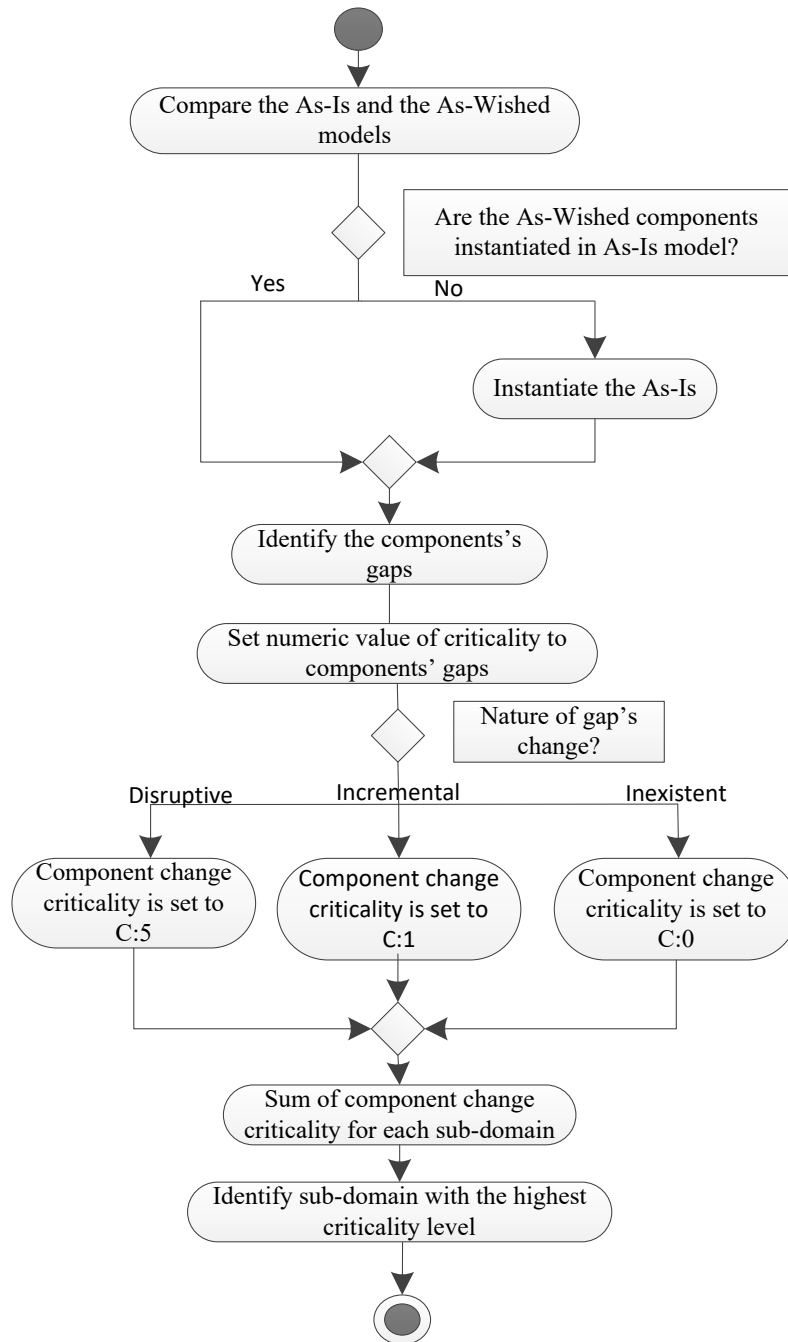 Compare the As-Is and the As-Wished
models
Are the As-Wished components
instantiated in As-Is model?
Yes
No
Instantiate the As-Is
Identify the components's
gaps
Set numeric value of criticality to
components' gaps
Nature of gap's
change?
Disruptive
Incremental
Inexistent
Component change
criticality is set to
C:5
Component change
criticality is set to
C:1
Component change
criticality is set to
C:0
Sum of component change
criticality for each sub-domain
Identify sub-domain with the highest
criticality level